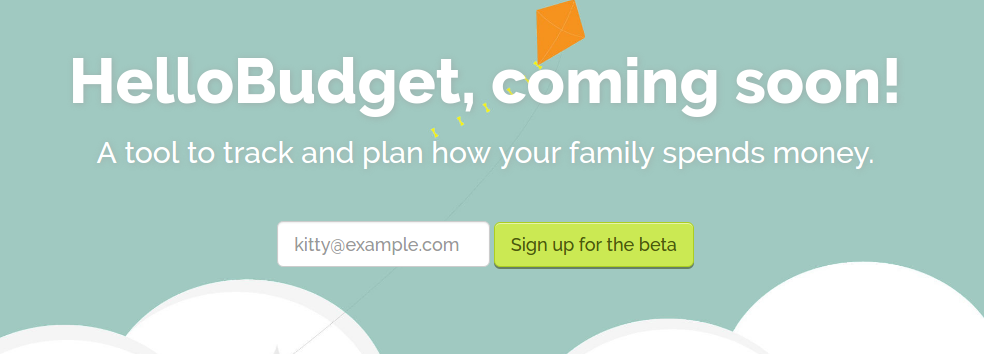 HelloBudget, coming soon!
A tool to track and plan how your family spends money.
kitty@example.com Sign up for the beta